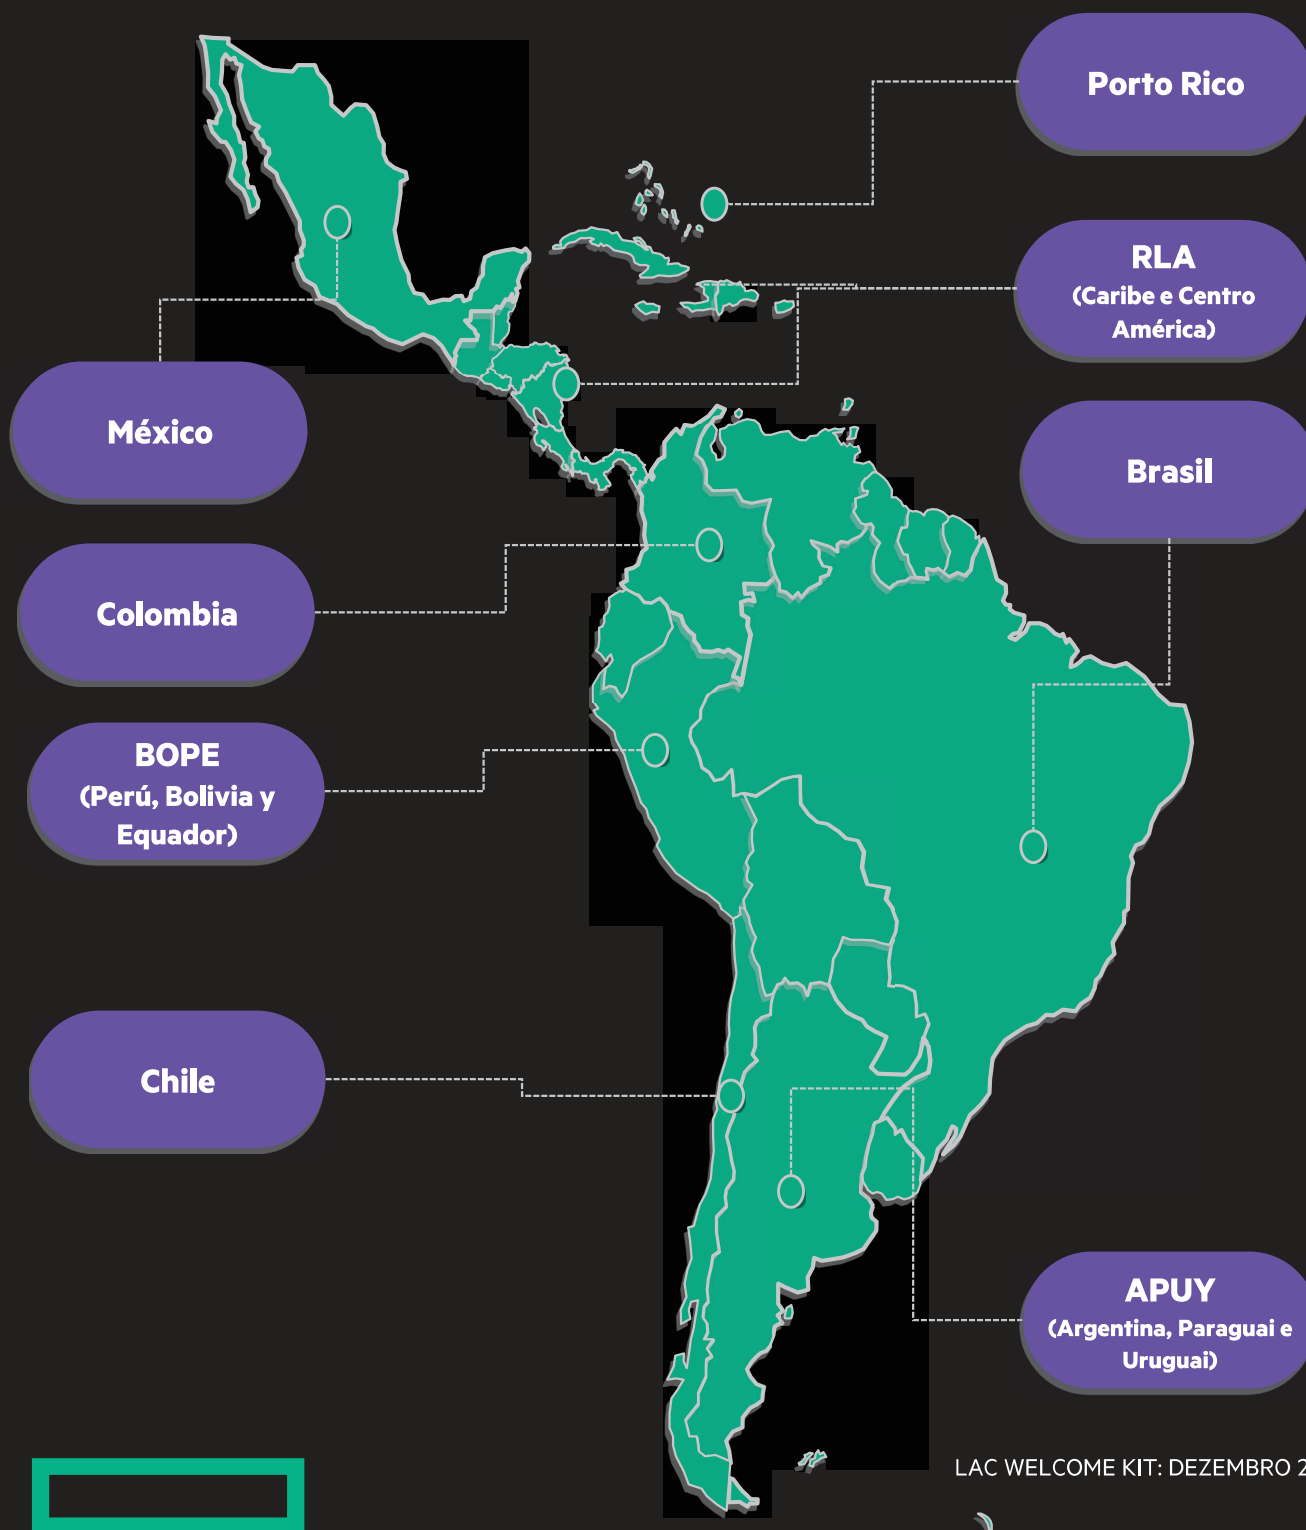 Porto Rico
RLA
(Caribe e Centro
América)
México
Brasil
Colombia
BOPE
(Perú, Bolivia y
Equador)
Chile
APUY
(Argentina, Paraguai e
Uruguai)
LAC WELCOME KIT: DEZEMBRO 2